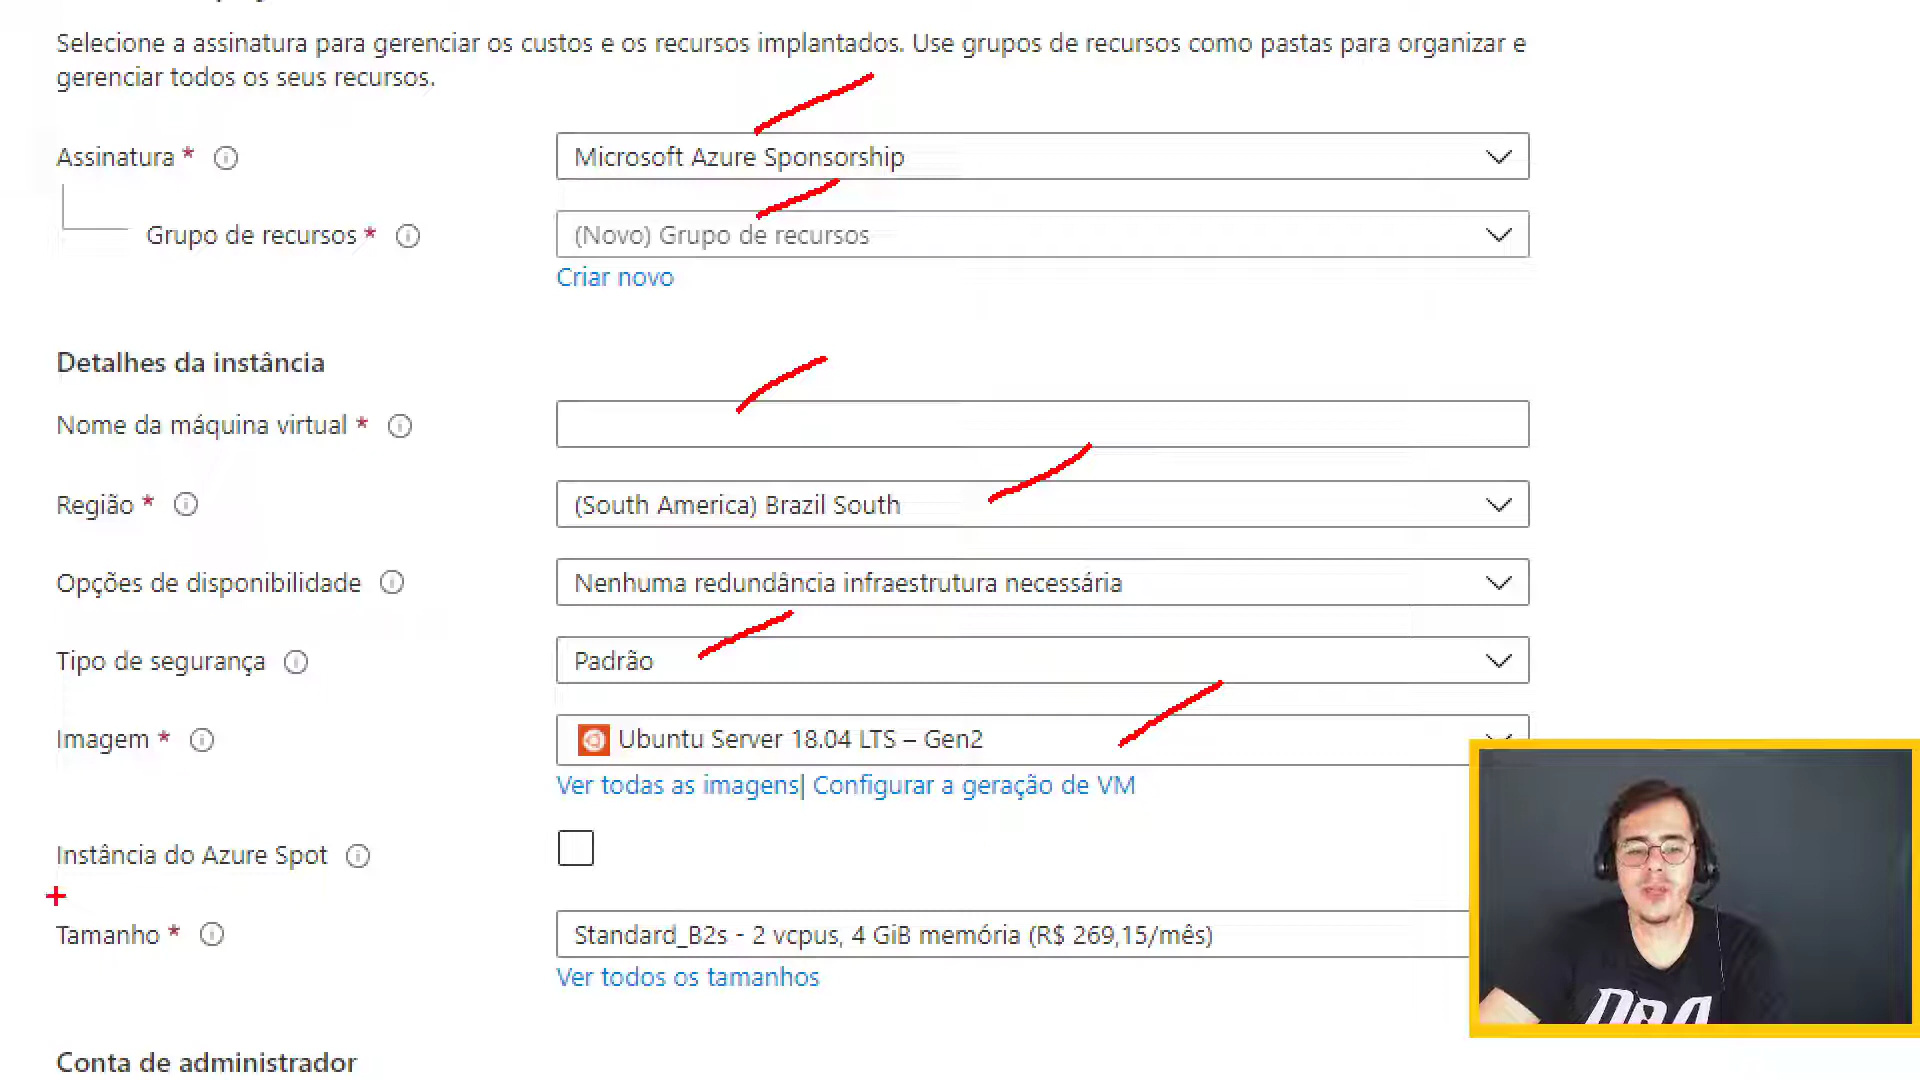 Selecione a assinatura para gerenciar os custos e os recursos implantados. Use grupos de recursos como pastas para organizar e
gerenciar todos os seus recursos.
Assinatura *
Microsoft Azure Sponsorship
Grupo de recursos *
(Novo) Grupo de recursos
Criar novo
Detalhes da instância
Nome da máquina virtual *
Região *
(South America) Brazil South
Opções de disponibilidade
Nenhuma redundância infraestrutura necessária
Tipo de segurança
Padrão
Imagem *
Ubuntu Server 18.04 LTS – Gen2
Ver todas as imagens| Configurar a geração de VM
Instância do Azure Spot
Tamanho *
Standard_B2s - 2 vcpus, 4 GiB memória (R$ 269,15/mês)
Ver todos os tamanhos
Conta de administrador